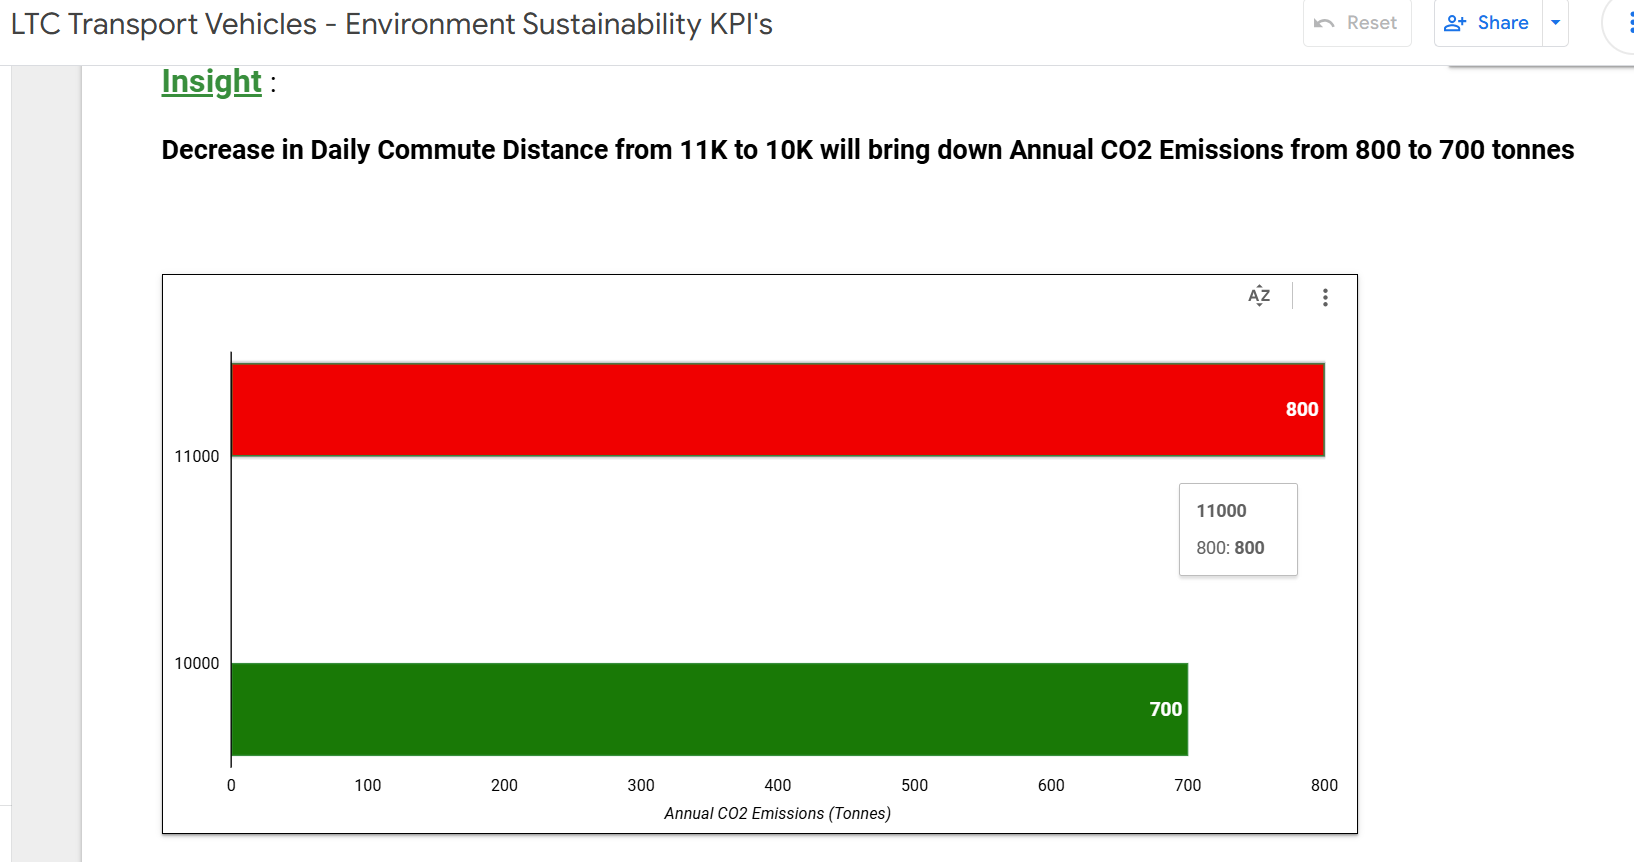 LTC Transport Vehicles - Environment Sustainability KPI's
Reset
Share
Insight :
Decrease in Daily Commute Distance from 11K to 10K will bring down Annual CO2 Emissions from 800 to 700 tonnes
AZ
800
11000
11000
800: 800
10000
700
0 100 200 300 400 500 600 700 800
Annual CO2 Emissions (Tonnes)